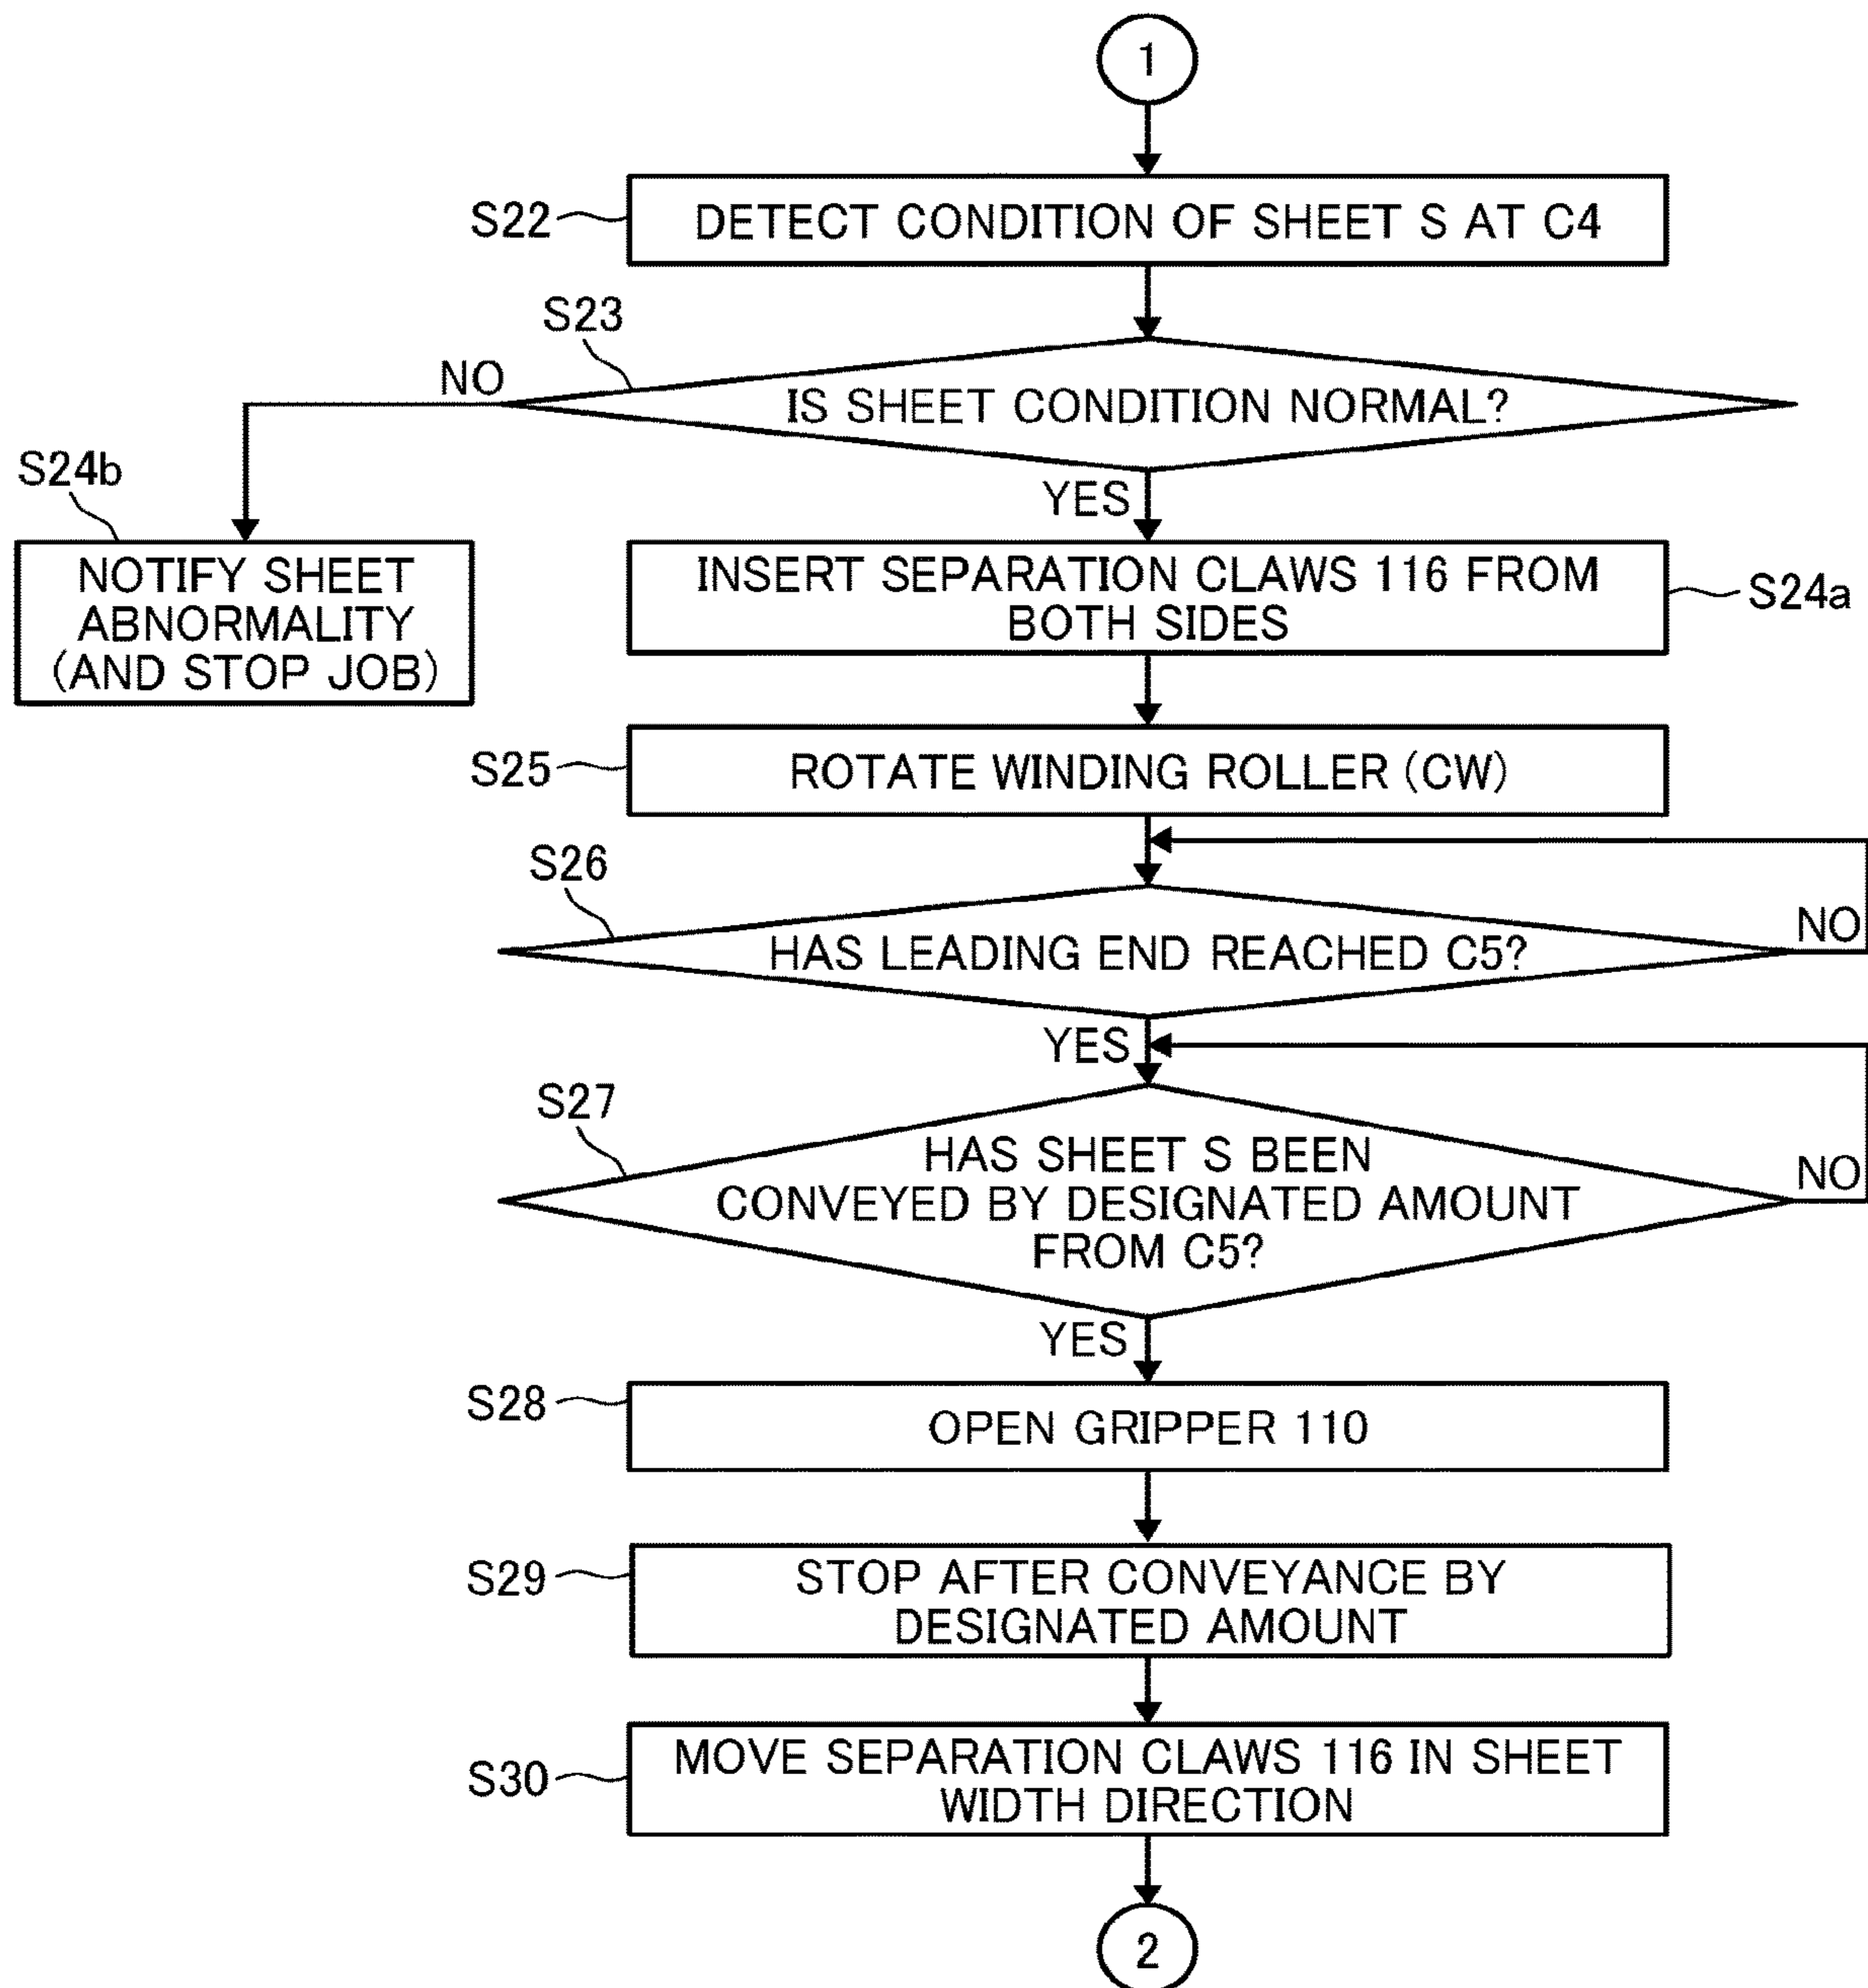 1
S22
DETECT CONDITION OF SHEET S AT C4
S23
NO
IS SHEET CONDITION NORMAL?
S24b
YES
NOTIFY SHEET
ABNORMALITY
(AND STOP JOB)
INSERT SEPARATION CLAWS 116 FROM
BOTH SIDES
S24a
S25
ROTATE WINDING ROLLER (CW)
S26
NO
HAS LEADING END REACHED C5?
YES
S27
HAS SHEET S BEEN
CONVEYED BY DESIGNATED AMOUNT
FROM C5?
NO
YES
S28
OPEN GRIPPER 110
S29
STOP AFTER CONVEYANCE BY
DESIGNATED AMOUNT
S30
MOVE SEPARATION CLAWS 116 IN SHEET
WIDTH DIRECTION
2